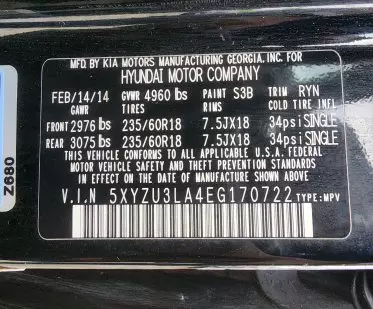 MFD. BY KIA MOTORS MANUFACTURING GEORGIA, INC. FOR
HYUNDAI MOTOR COMPANY
FEB/14/14 GVWR 4960 lbs PAINT S3B TRIM RYN
GAWR TIRES RIMS COLD TIRE INFL
FRONT 2976 lbs 235/60R18 7.5JX18 34psi SINGLE
REAR 3075 lbs 235/60R18 7.5JX18 34psi SINGLE
THIS VEHICLE CONFORMS TO ALL APPLICABLE U.S.A. FEDERAL
MOTOR VEHICLE SAFETY AND THEFT PREVENTION STANDARDS
IN EFFECT ON THE DATE OF MANUFACTURE SHOWN ABOVE.
V.I.N 5XYZU3LA4EG170722 TYPE: MPV
Z680